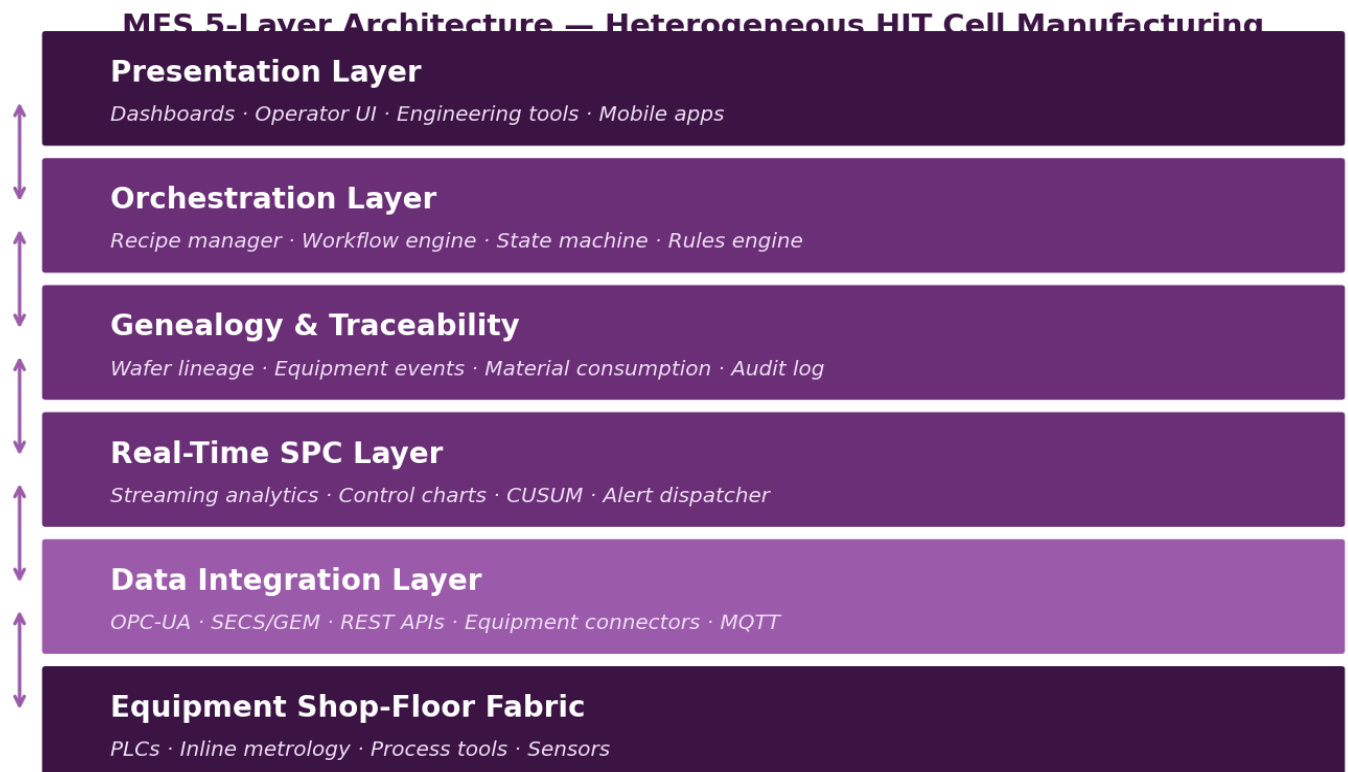 MES 5-Layer Architecture — Heterogeneous HIT Cell Manufacturing
Presentation Layer
Dashboards · Operator UI · Engineering tools · Mobile apps
Orchestration Layer
Recipe manager · Workflow engine · State machine · Rules engine
Genealogy & Traceability
Wafer lineage · Equipment events · Material consumption · Audit log
Real-Time SPC Layer
Streaming analytics · Control charts · CUSUM · Alert dispatcher
Data Integration Layer
OPC-UA · SECS/GEM · REST APIs · Equipment connectors · MQTT
Equipment Shop-Floor Fabric
PLCs · Inline metrology · Process tools · Sensors